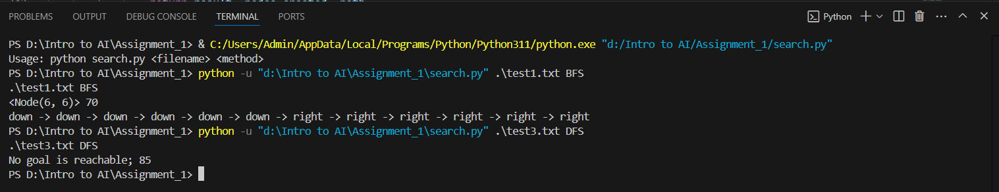 return result, nodes_created, path
PROBLEMS OUTPUT DEBUG CONSOLE TERMINAL PORTS Python
PS D:\Intro to AI\Assignment_1> & C:/Users/Admin/AppData/Local/Programs/Python/Python311/python.exe "d:/Intro to AI/Assignment_1/search.py"
Usage: python search.py <filename> <method>
PS D:\Intro to AI\Assignment_1> python -u "d:\Intro to AI\Assignment_1\search.py" .\test1.txt BFS
.\test1.txt BFS
<Node(6, 6)> 70
down -> down -> down -> down -> down -> down -> right -> right -> right -> right -> right -> right
PS D:\Intro to AI\Assignment_1> python -u "d:\Intro to AI\Assignment_1\search.py" .\test3.txt DFS
.\test3.txt DFS
No goal is reachable; 85
PS D:\Intro to AI\Assignment_1>